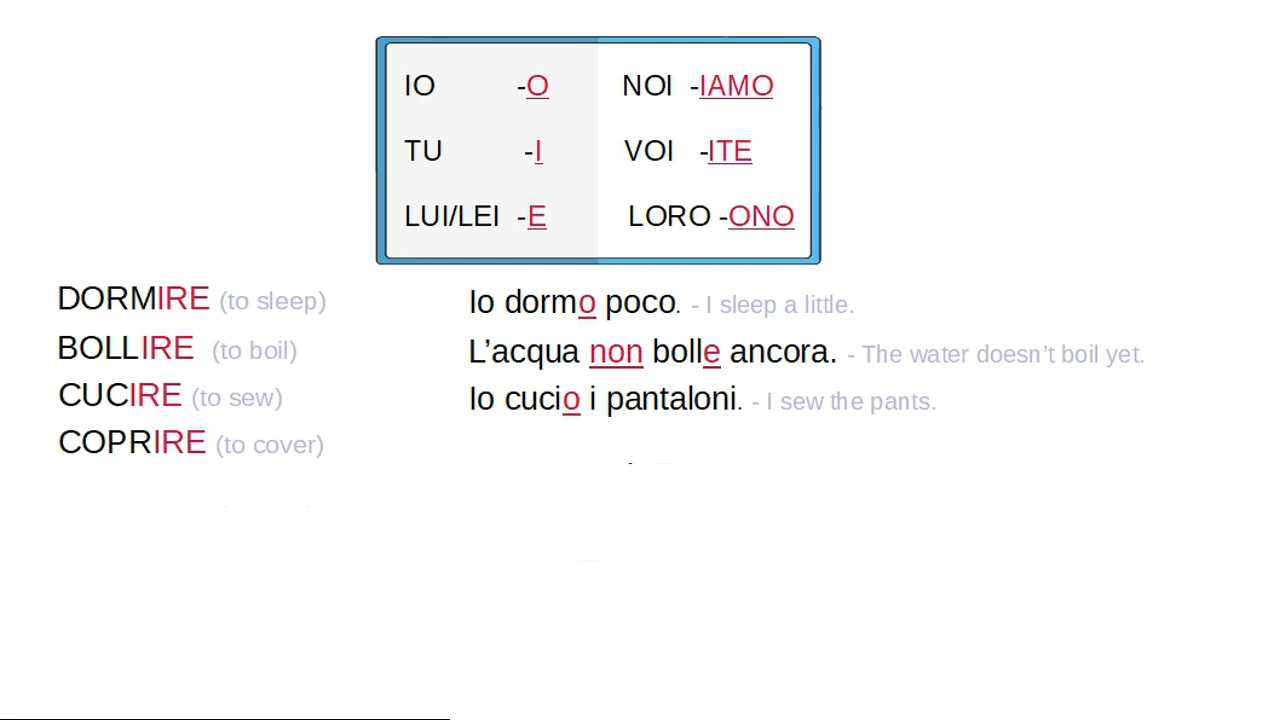 IO -O NOI -IAMO
TU -I VOI -ITE
LUI/LEI -E LORO -ONO
DORMIRE (to sleep) Io dormo poco. - I sleep a little.
BOLLIRE (to boil) L’acqua non bolle ancora. - The water doesn’t boil yet.
CUCIRE (to sew) Io cucio i pantaloni. - I sew the pants.
COPRIRE (to cover)